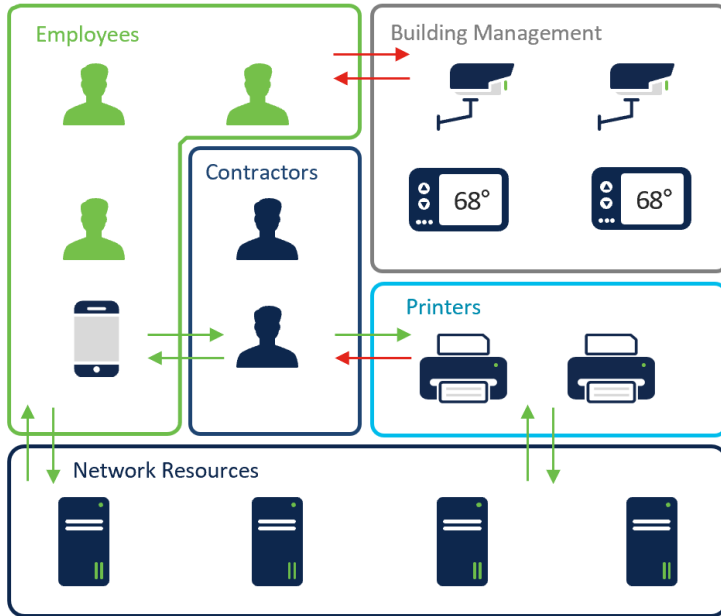 Employees
Building Management
Contractors
68°
68°
Printers
Network Resources